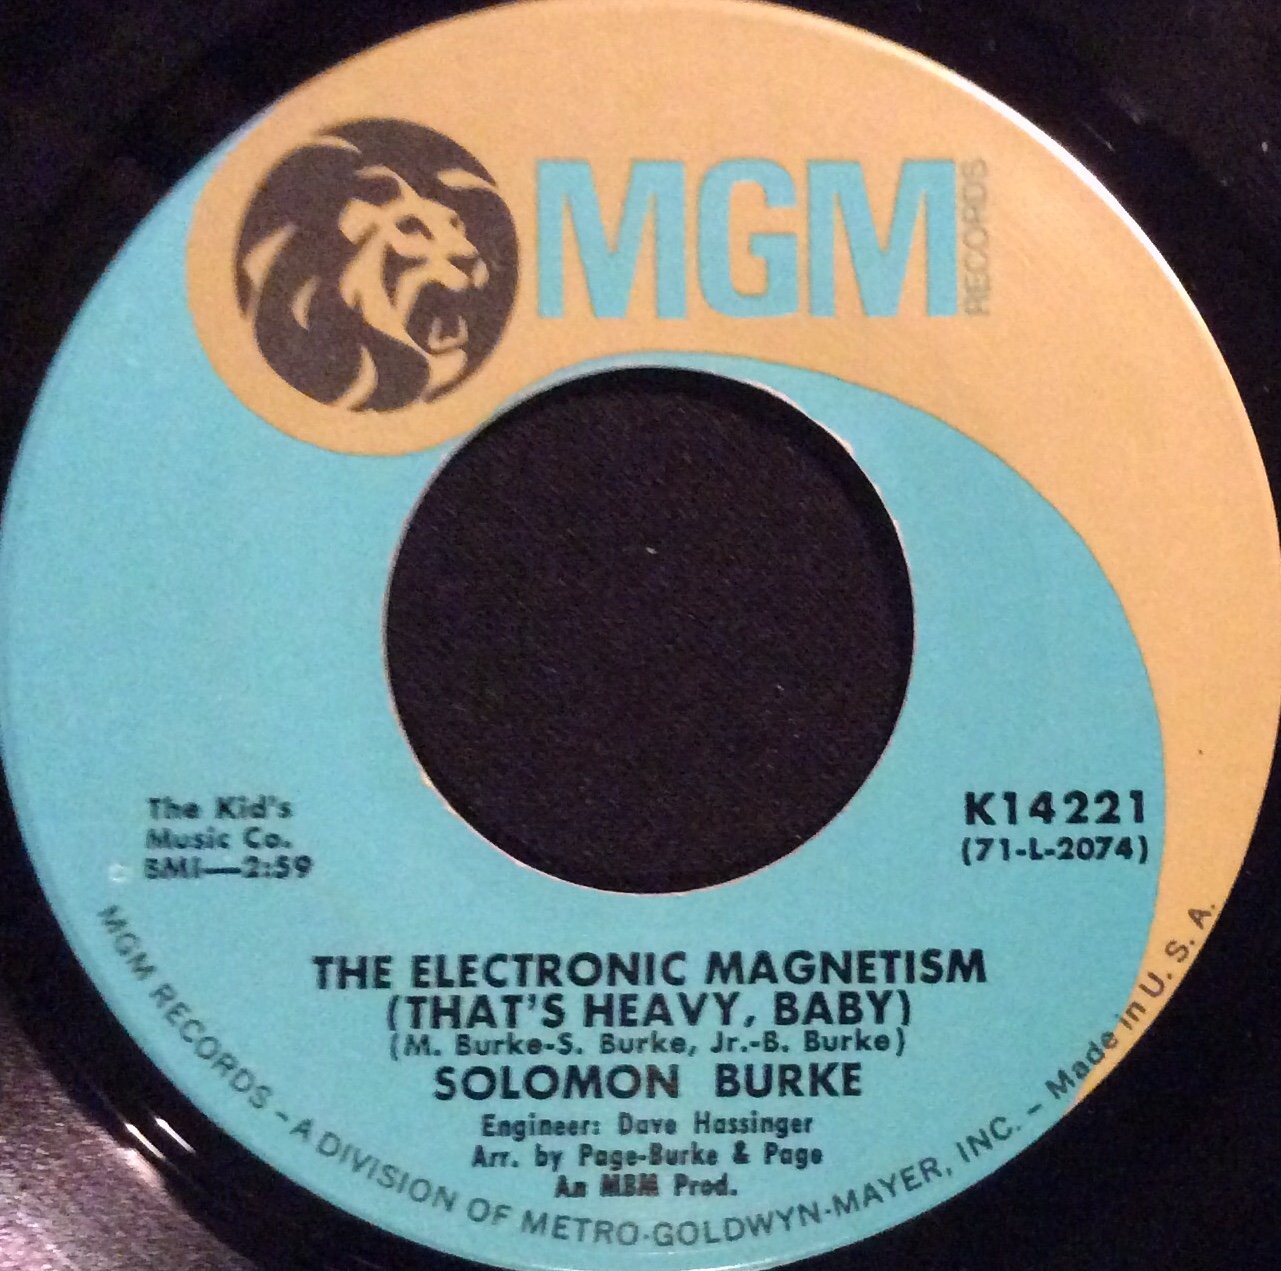 MGM
RECORDS
The Kid's
Music Co.
BMI—2:59
K14221
(71-L-2074)
THE ELECTRONIC MAGNETISM
(THAT'S HEAVY, BABY)
(M. Burke-S. Burke, Jr.-B. Burke)
SOLOMON BURKE
Engineer: Dave Hassinger
Arr. by Page-Burke & Page
An MBM Prod.
MGM RECORDS – A DIVISION OF METRO-GOLDWYN-MAYER, INC. – Made in U. S. A.